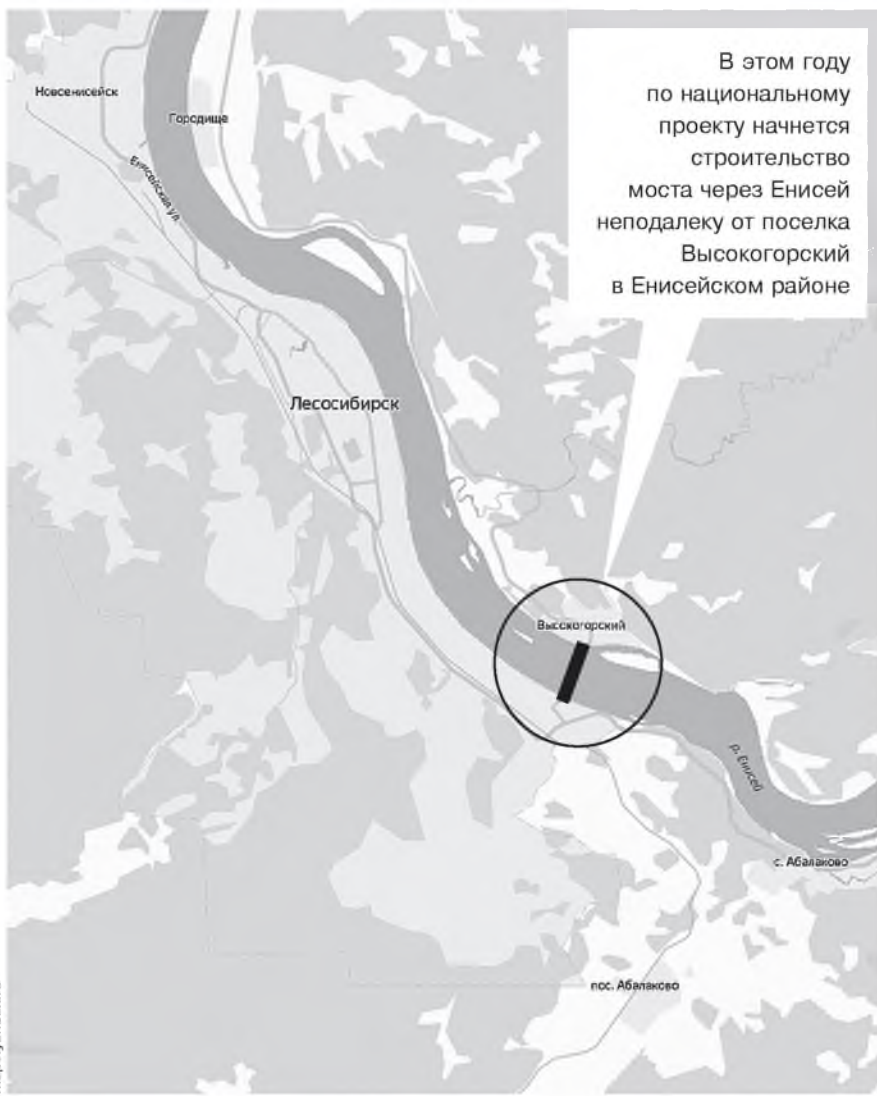 В этом году
по национальному
проекту начнется
строительство
моста через Енисей
неподалеку от поселка
Высокогорский
в Енисейском районе
Новоенисейск
Городище
Енисейская ул.
Лесосибирск
Высокогорский
р. Енисей
с. Абалаково
пос. Абалаково